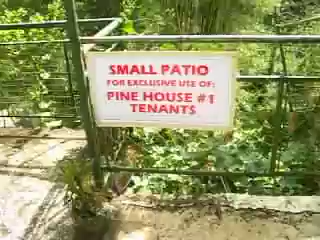 SMALL PATIO
FOR EXCLUSIVE USE OF:
PINE HOUSE #1
TENANTS